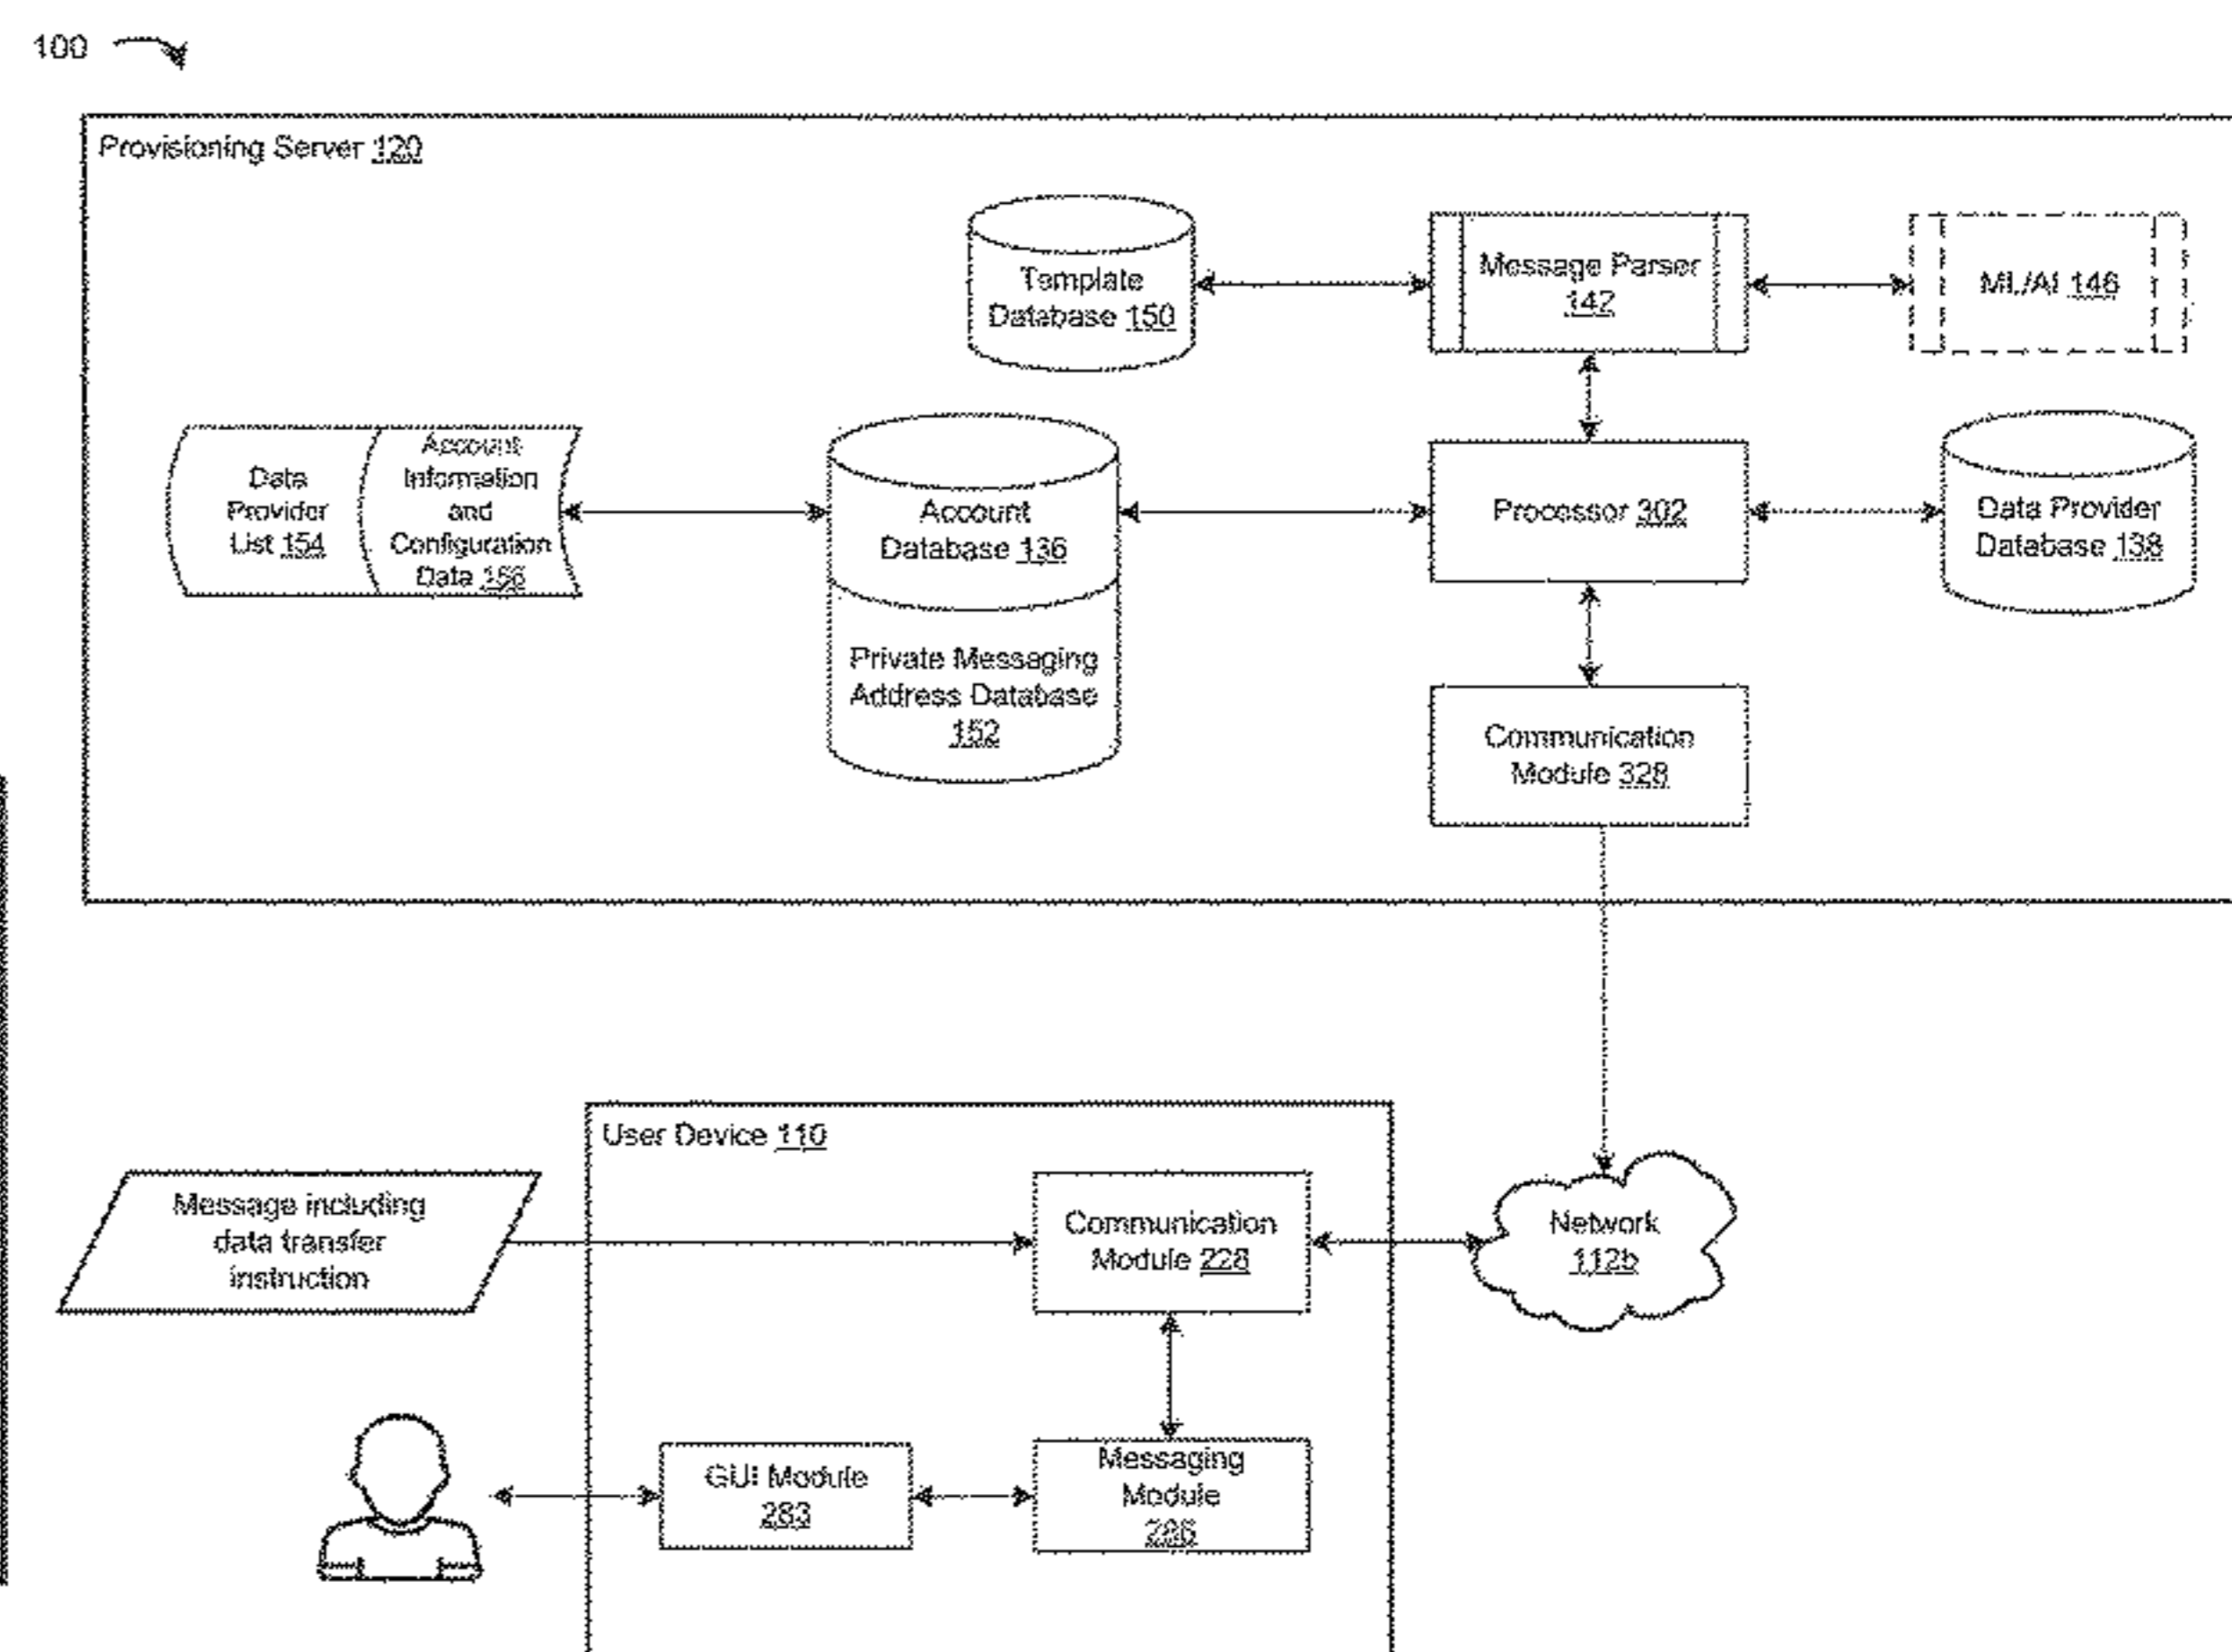 100
Provisioning Server 120
Template
Database 150
Message Parser
142
ML/AI 146
Data
Provider
List 154
Account
Information
and
Configuration
Data 156
Account
Database 136
Processor 302
Data Provider
Database 138
Private Messaging
Address Database
152
Communication
Module 328
User Device 110
Message including
data transfer
instruction
Communication
Module 228
Network
112b
GUI Module
283
Messaging
Module
286